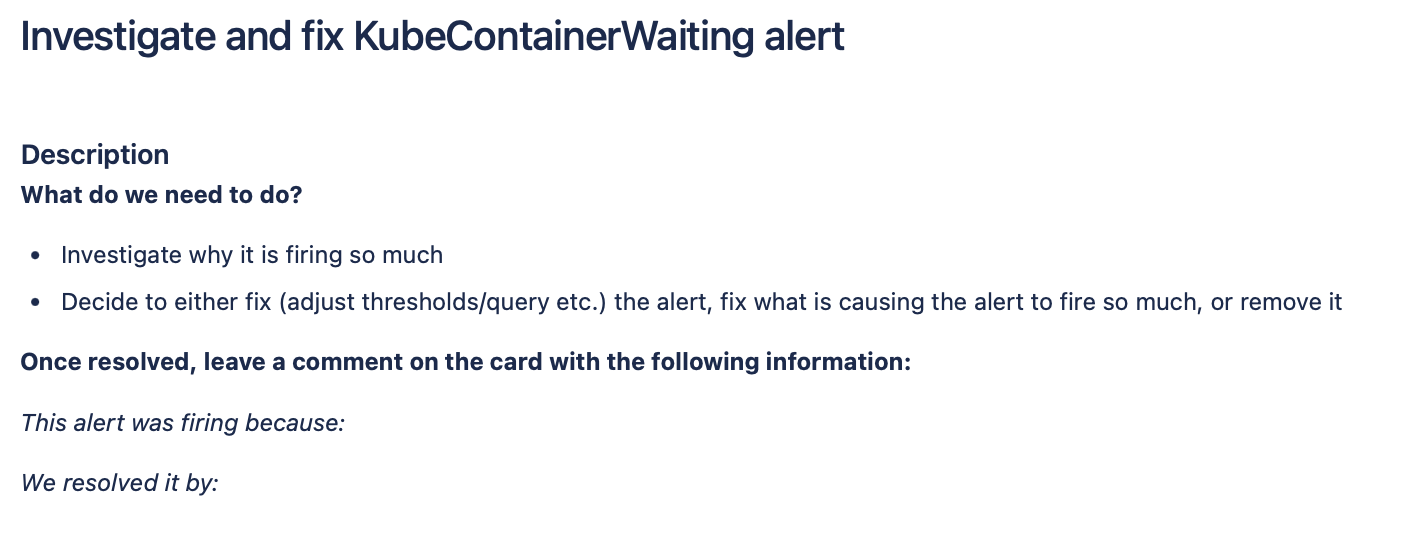 Investigate and fix KubeContainerWaiting alert
Description
What do we need to do?
• Investigate why it is firing so much
• Decide to either fix (adjust thresholds/query etc.) the alert, fix what is causing the alert to fire so much, or remove it
Once resolved, leave a comment on the card with the following information:
This alert was firing because:
We resolved it by: